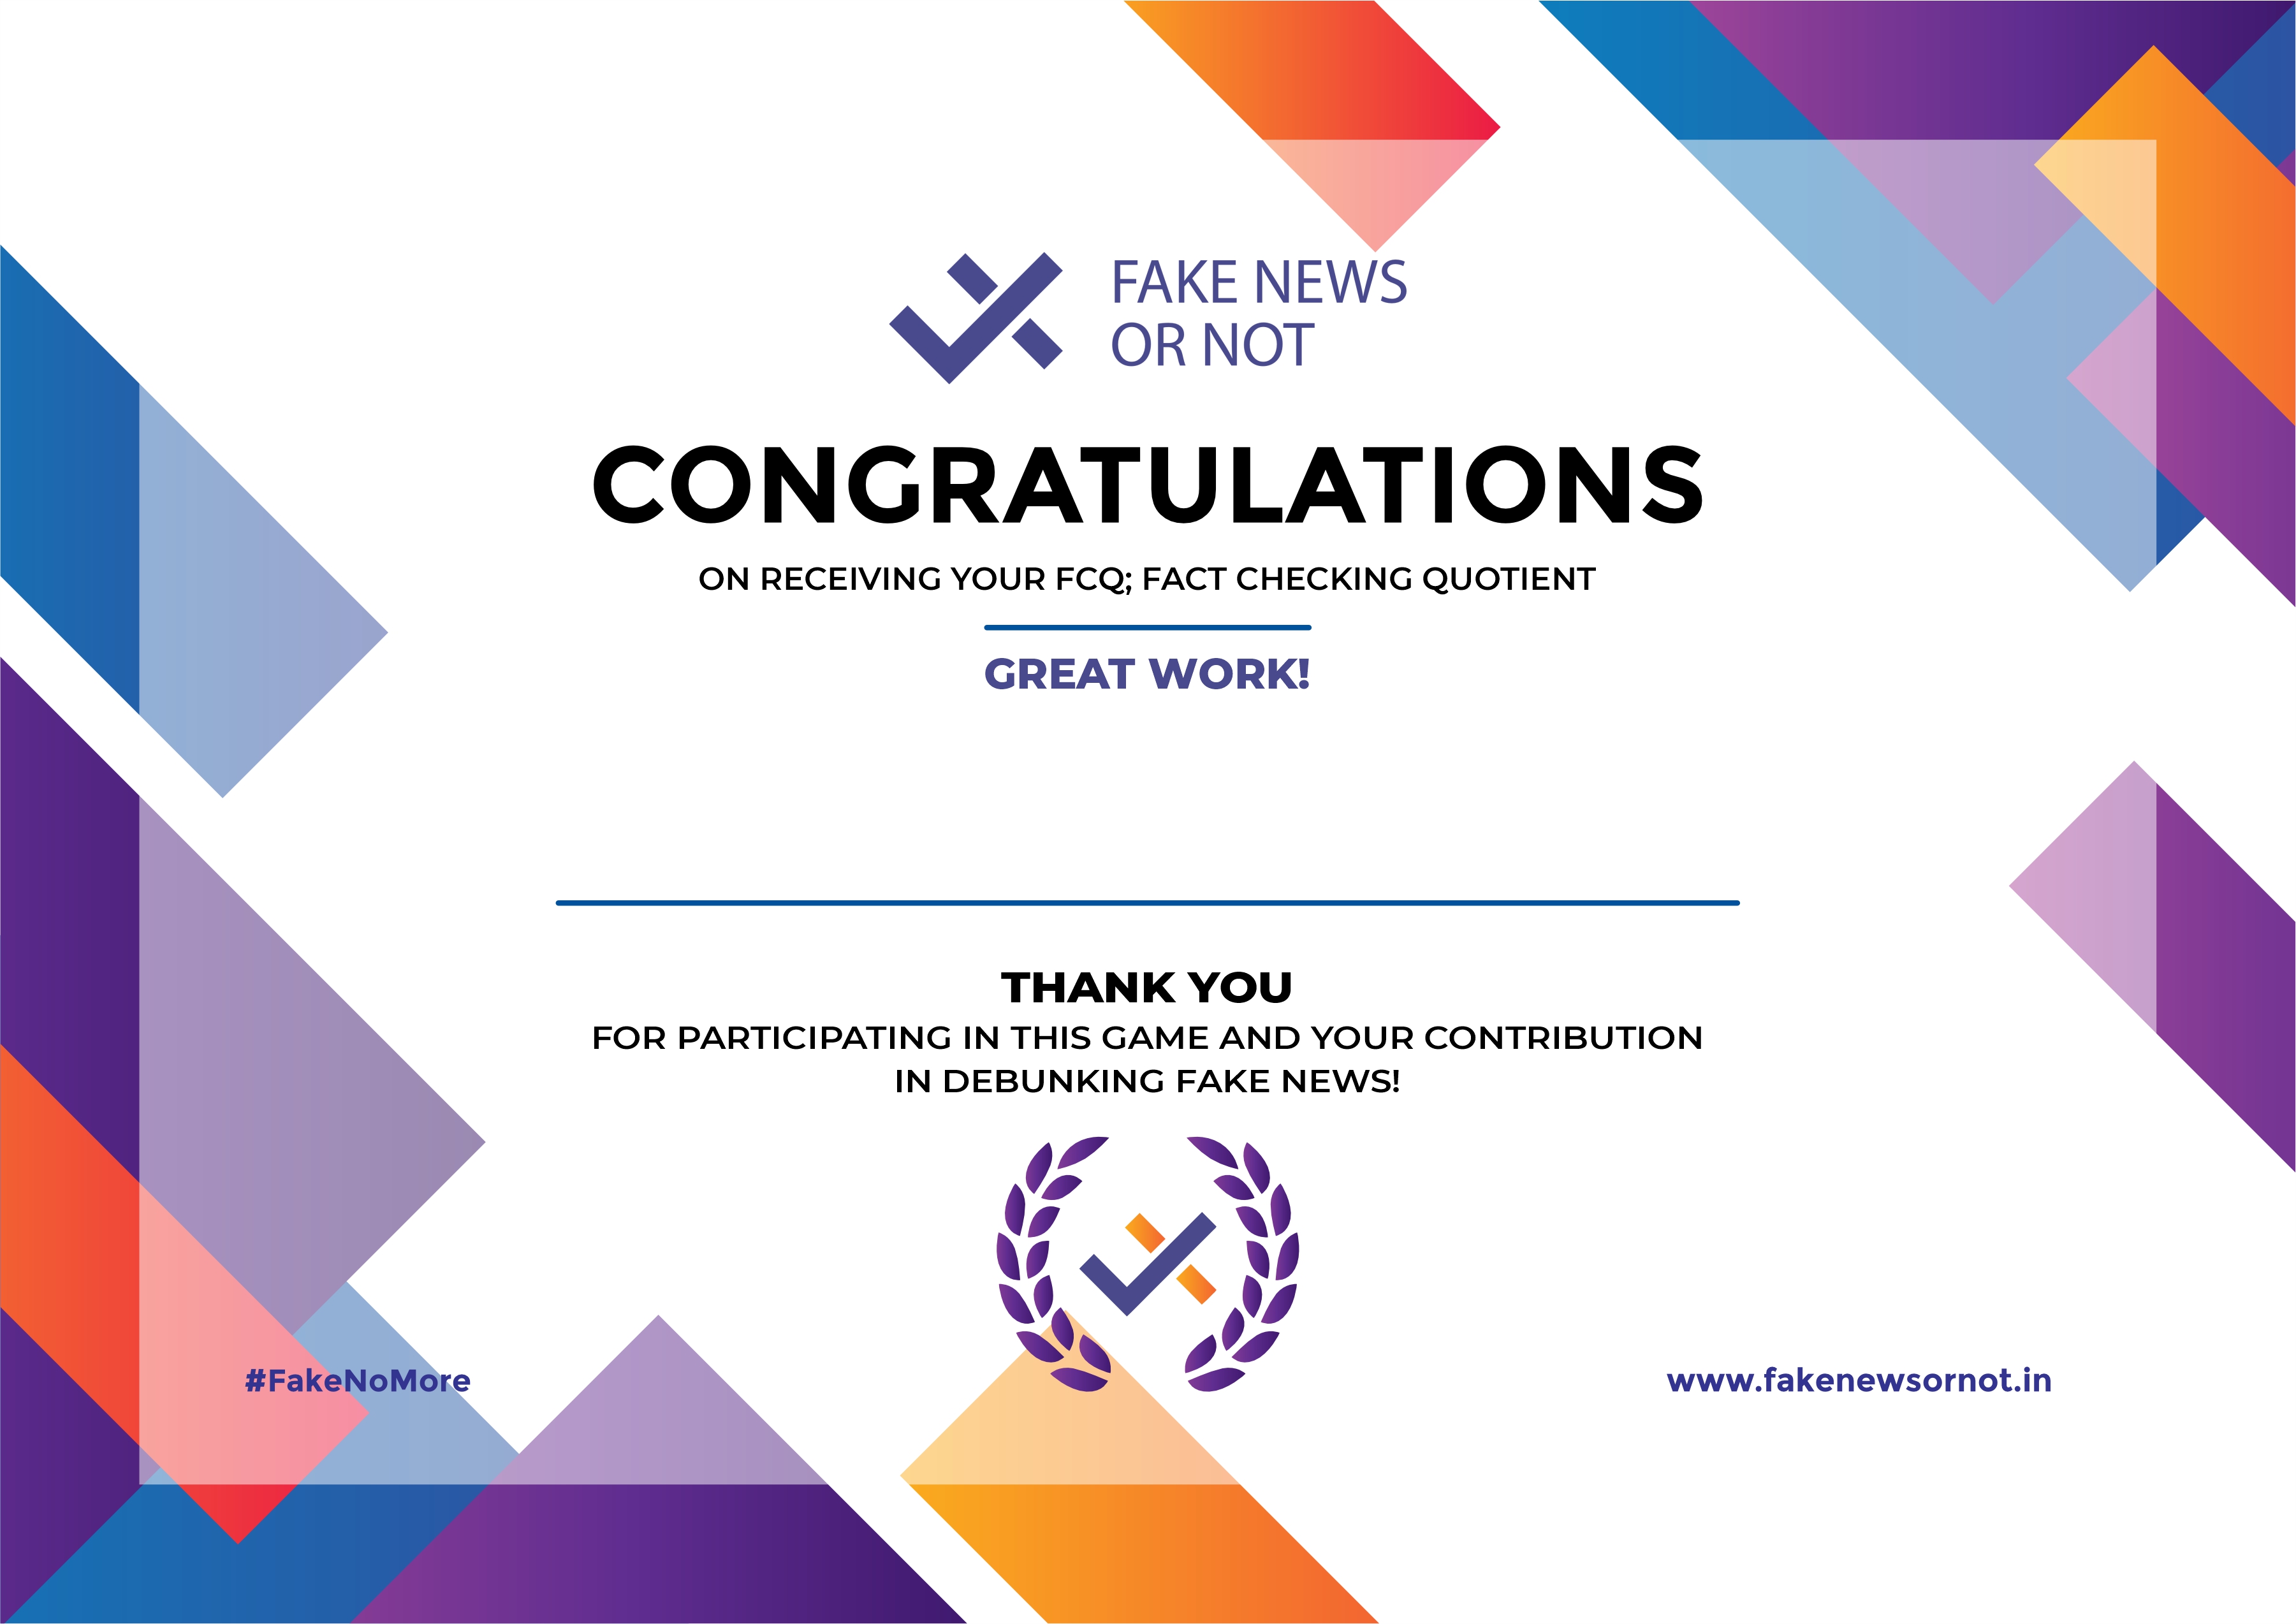 FAKE NEWS
OR NOT
CONGRATULATIONS
ON RECEIVING YOUR FCQ; FACT CHECKING QUOTIENT
GREAT WORK!
THANK YOU
FOR PARTICIPATING IN THIS GAME AND YOUR CONTRIBUTION
IN DEBUNKING FAKE NEWS!
#FakeNoMore
www.fakenewsornot.in